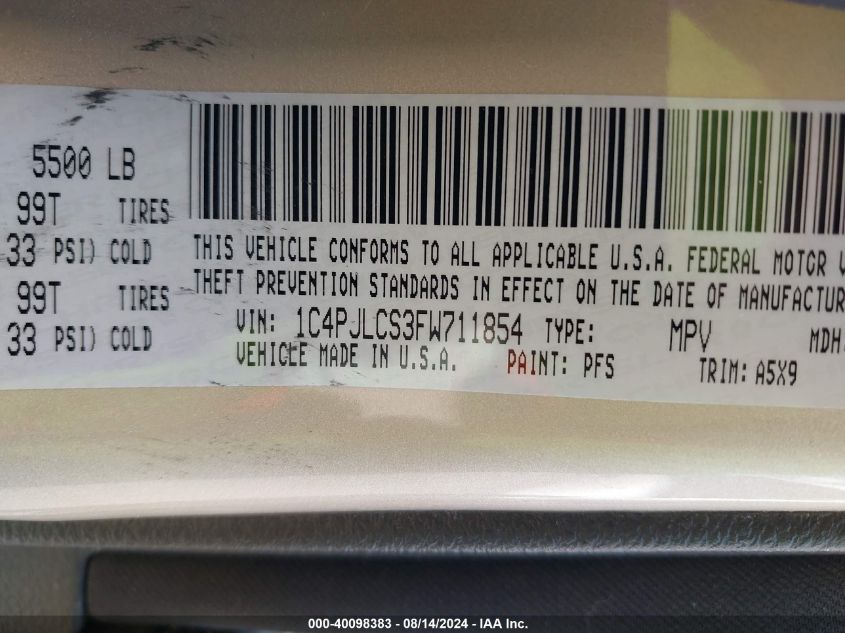 5500 LB
99T TIRES
33 PSI) COLD
99T TIRES
33 PSI) COLD
THIS VEHICLE CONFORMS TO ALL APPLICABLE U.S.A. FEDERAL MOTOR V
THEFT PREVENTION STANDARDS IN EFFECT ON THE DATE OF MANUFACTUR
VIN: 1C4PJLCS3FW711854 TYPE: MPV MDH:
VEHICLE MADE IN U.S.A. PAINT: PFS TRIM: A5X9
000-40098383 - 08/14/2024 - IAA Inc.